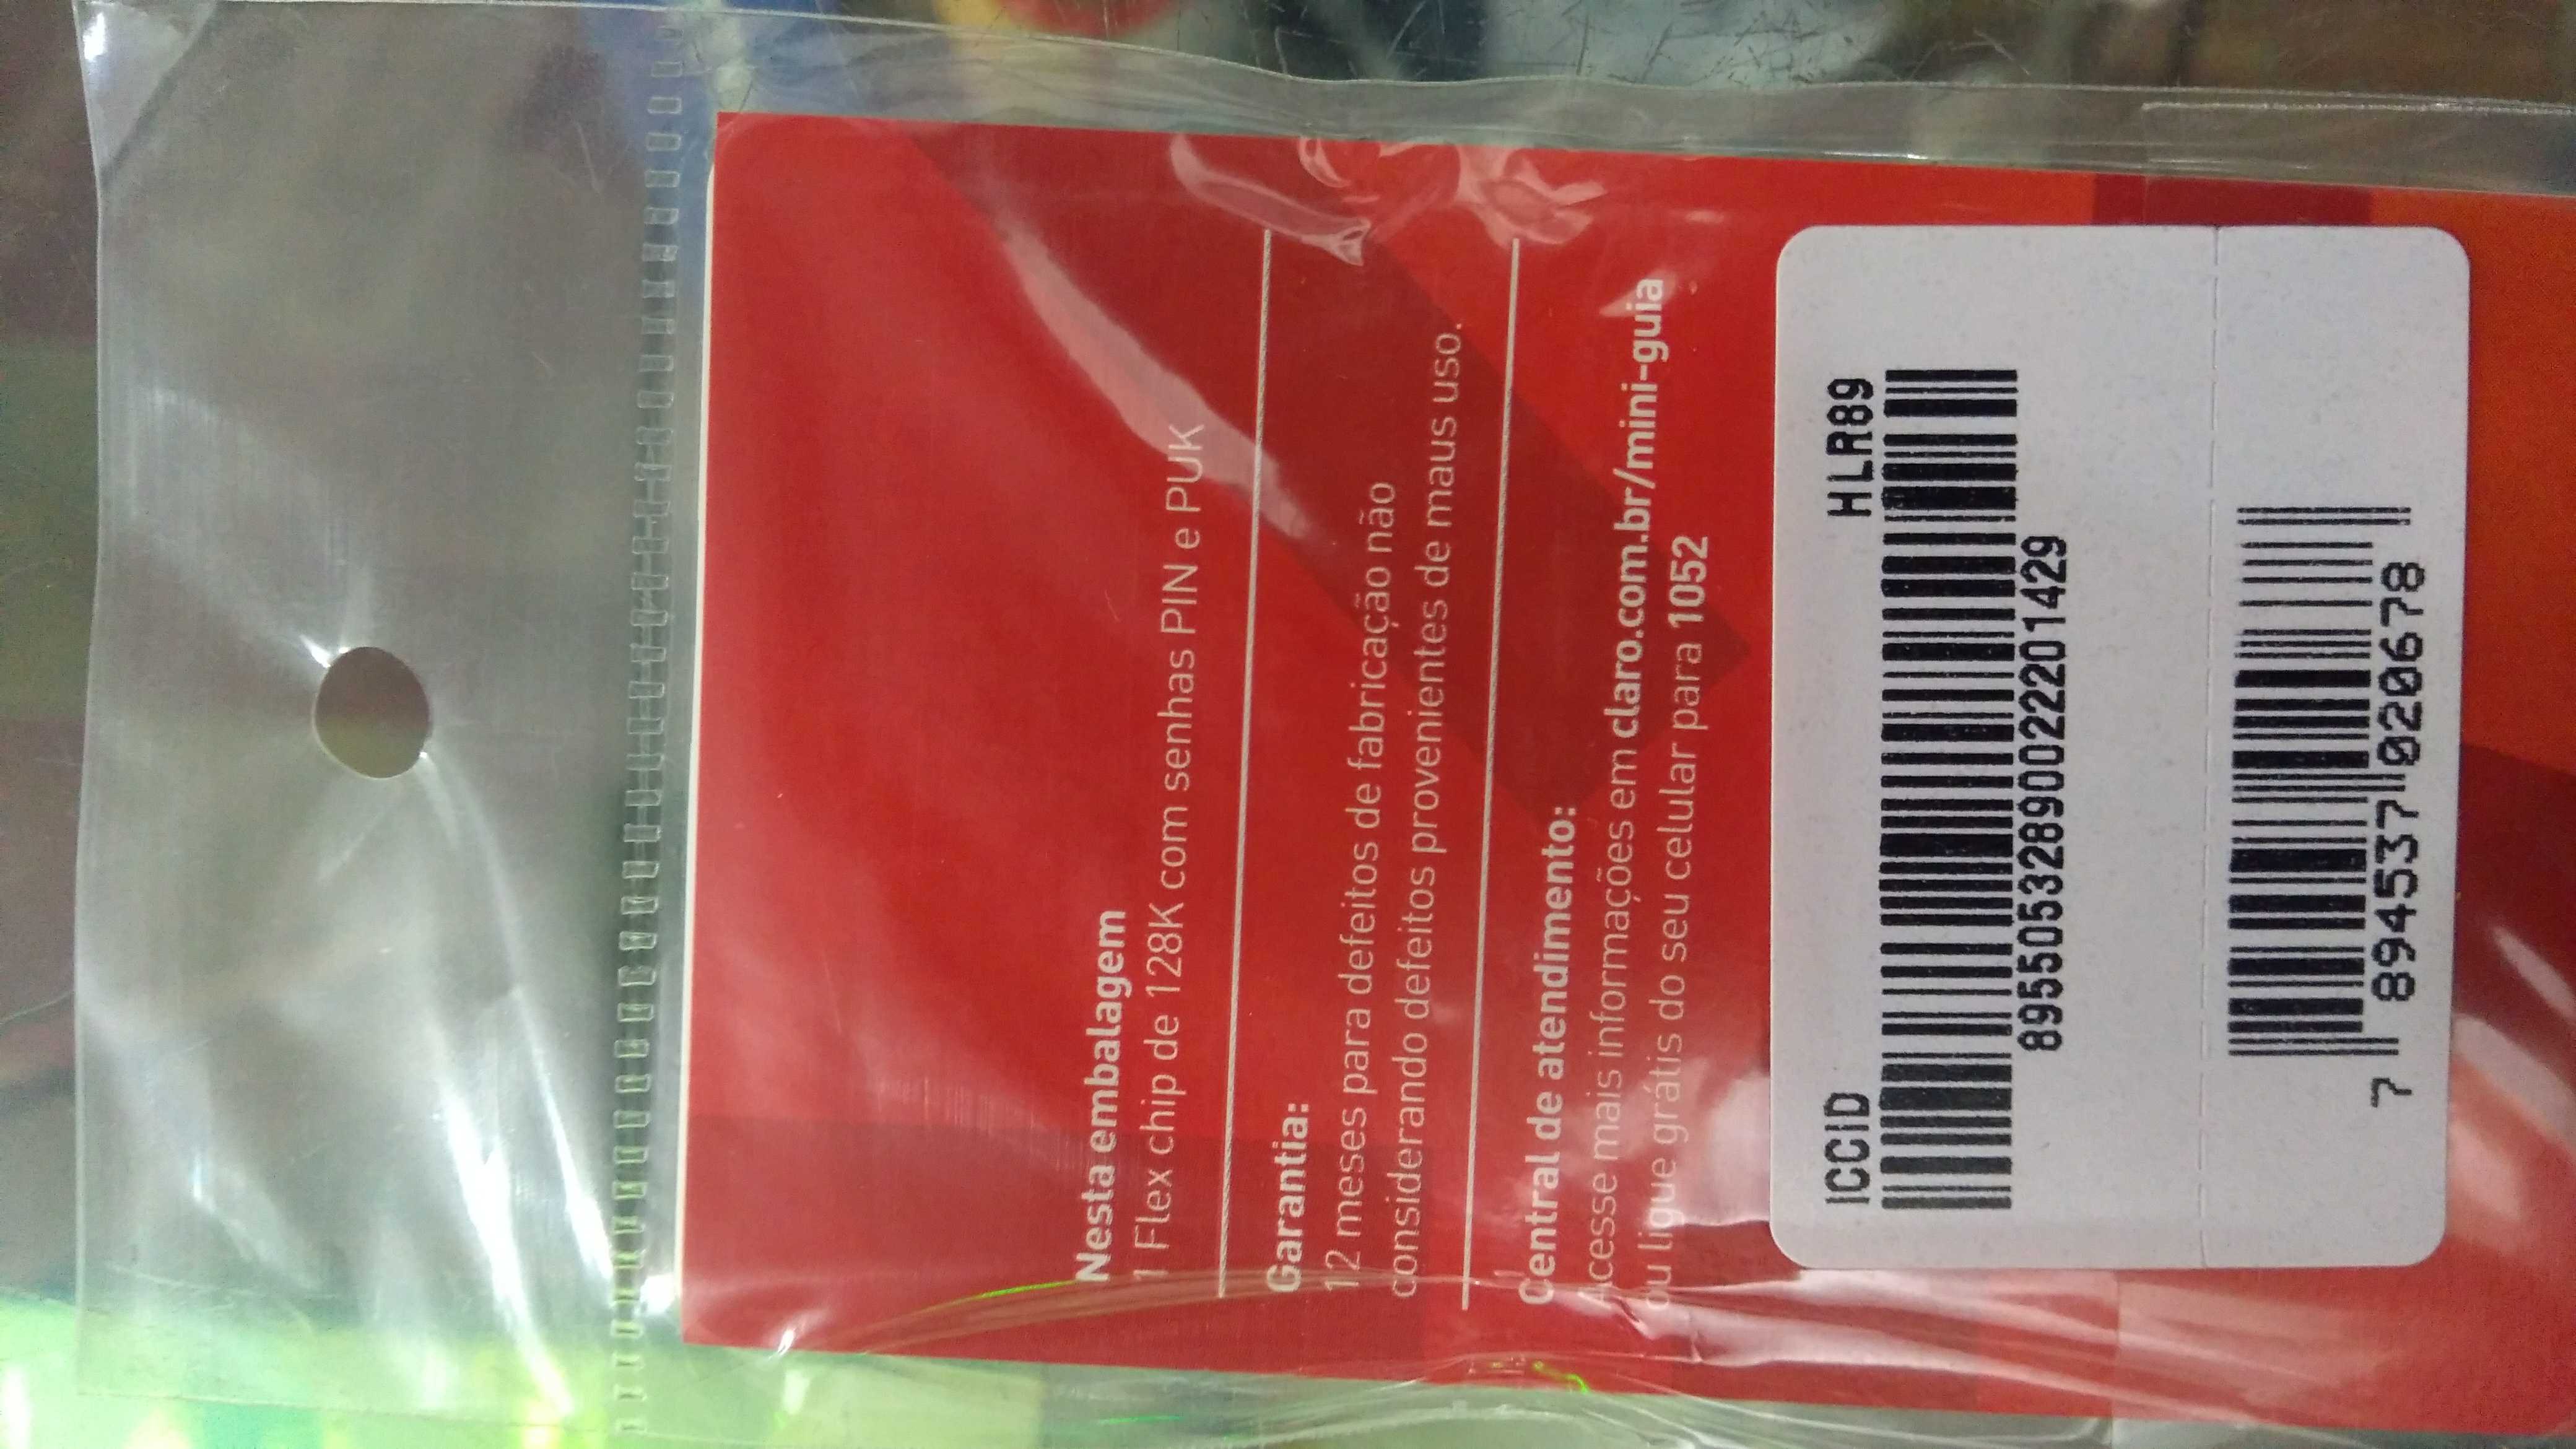 Nesta embalagem
1 Flex chip de 128K com senhas PIN e PUK
Garantia:
12 meses para defeitos de fabricação não
considerando defeitos provenientes de maus uso.
Central de atendimento:
Acesse mais informações em claro.com.br/mini-guia
ou ligue grátis do seu celular para 1052
ICCID HLR89
89550532890022201429
7 894537 020678